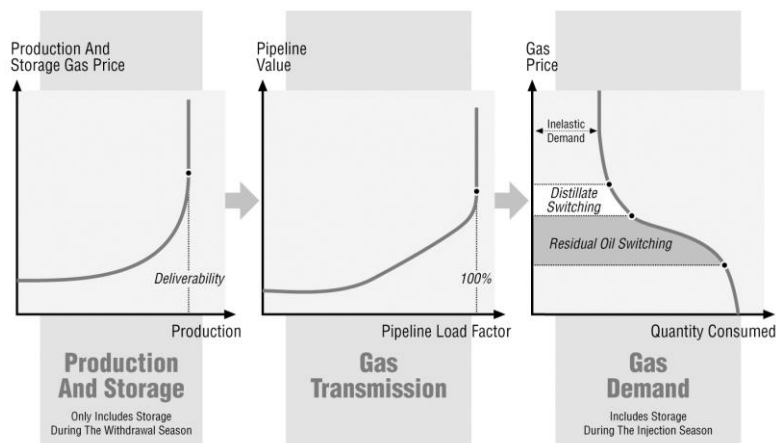 Production And
Storage Gas Price
Deliverability
Production
Production
And Storage
Only Includes Storage
During The Withdrawal Season
Pipeline
Value
100%
Pipeline Load Factor
Gas
Transmission
Gas
Price
Inelastic
Demand
Distillate
Switching
Residual Oil Switching
Quantity Consumed
Gas
Demand
Includes Storage
During The Injection Season